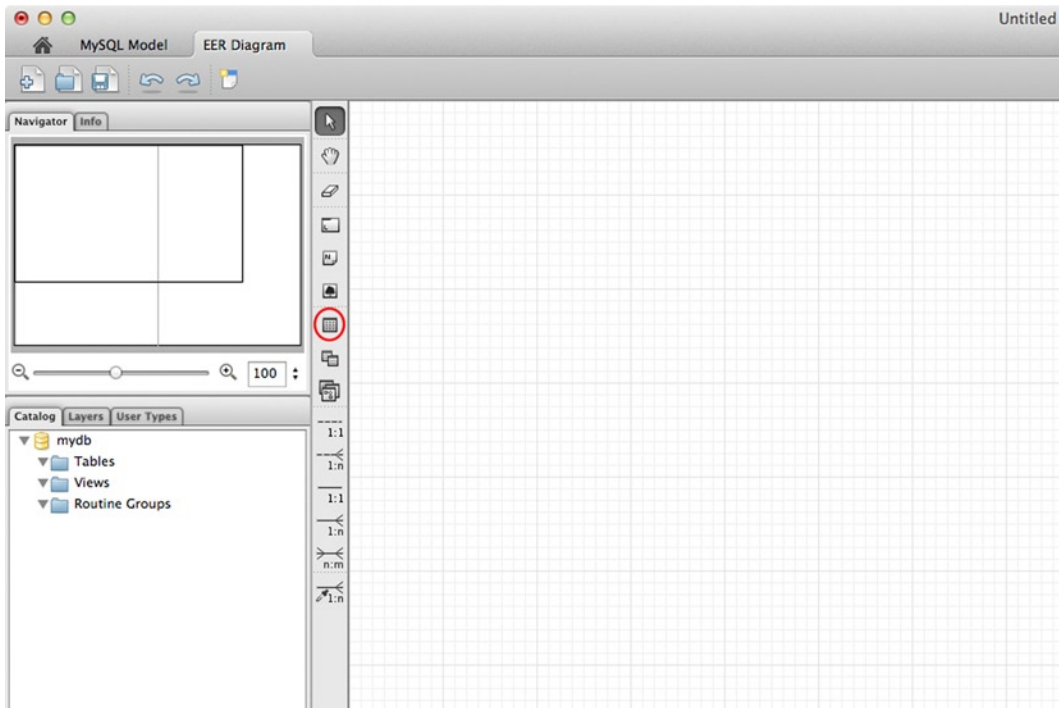 Untitled
MySQL Model
EER Diagram
Navigator
Info
100
Catalog
Layers
User Types
mydb
Tables
Views
Routine Groups
1:1
1:n
1:1
1:n
n:m
1:n